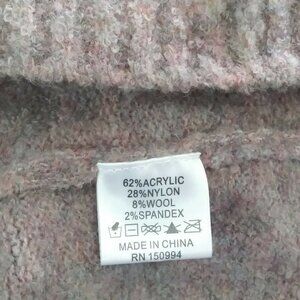 62%ACRYLIC
28%NYLON
8%WOOL
2%SPANDEX
MADE IN CHINA
RN 150994